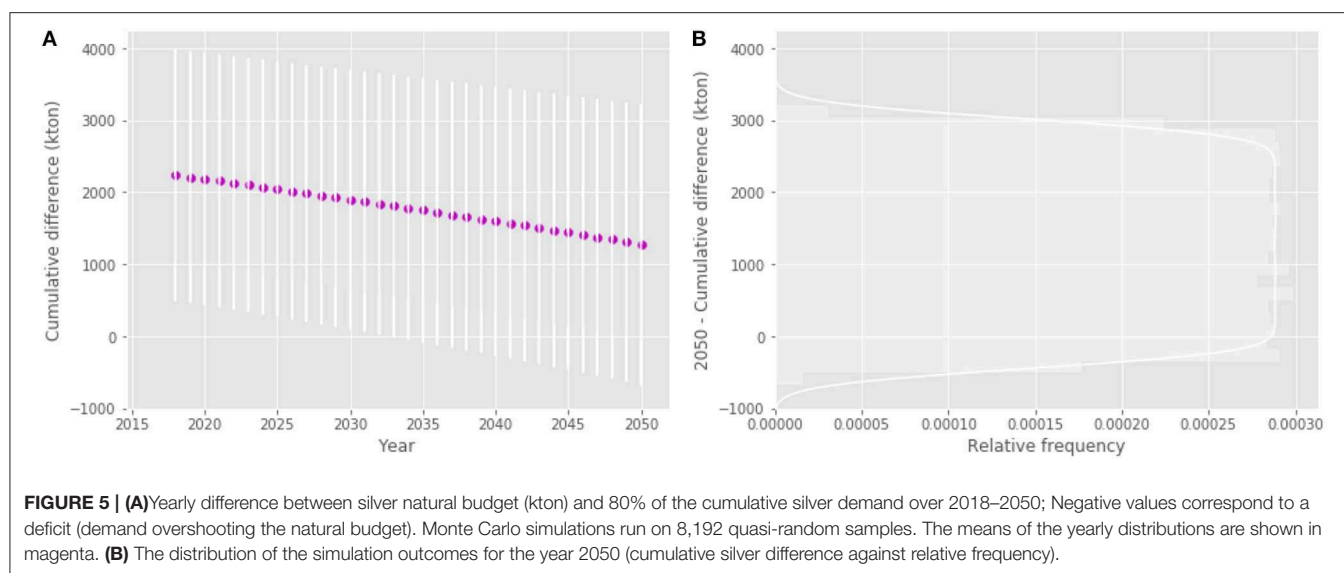 A
B
4000
3000
2000
1000
0
−1000
Cumulative difference (kton)
2015 2020 2025 2030 2035 2040 2045 2050
Year
4000
3000
2000
1000
0
−1000
2050 - Cumulative difference (kton)
0.00000 0.00005 0.00010 0.00015 0.00020 0.00025 0.00030
Relative frequency
FIGURE 5 | (A)Yearly difference between silver natural budget (kton) and 80% of the cumulative silver demand over 2018–2050; Negative values correspond to a
deficit (demand overshooting the natural budget). Monte Carlo simulations run on 8,192 quasi-random samples. The means of the yearly distributions are shown in
magenta. (B) The distribution of the simulation outcomes for the year 2050 (cumulative silver difference against relative frequency).